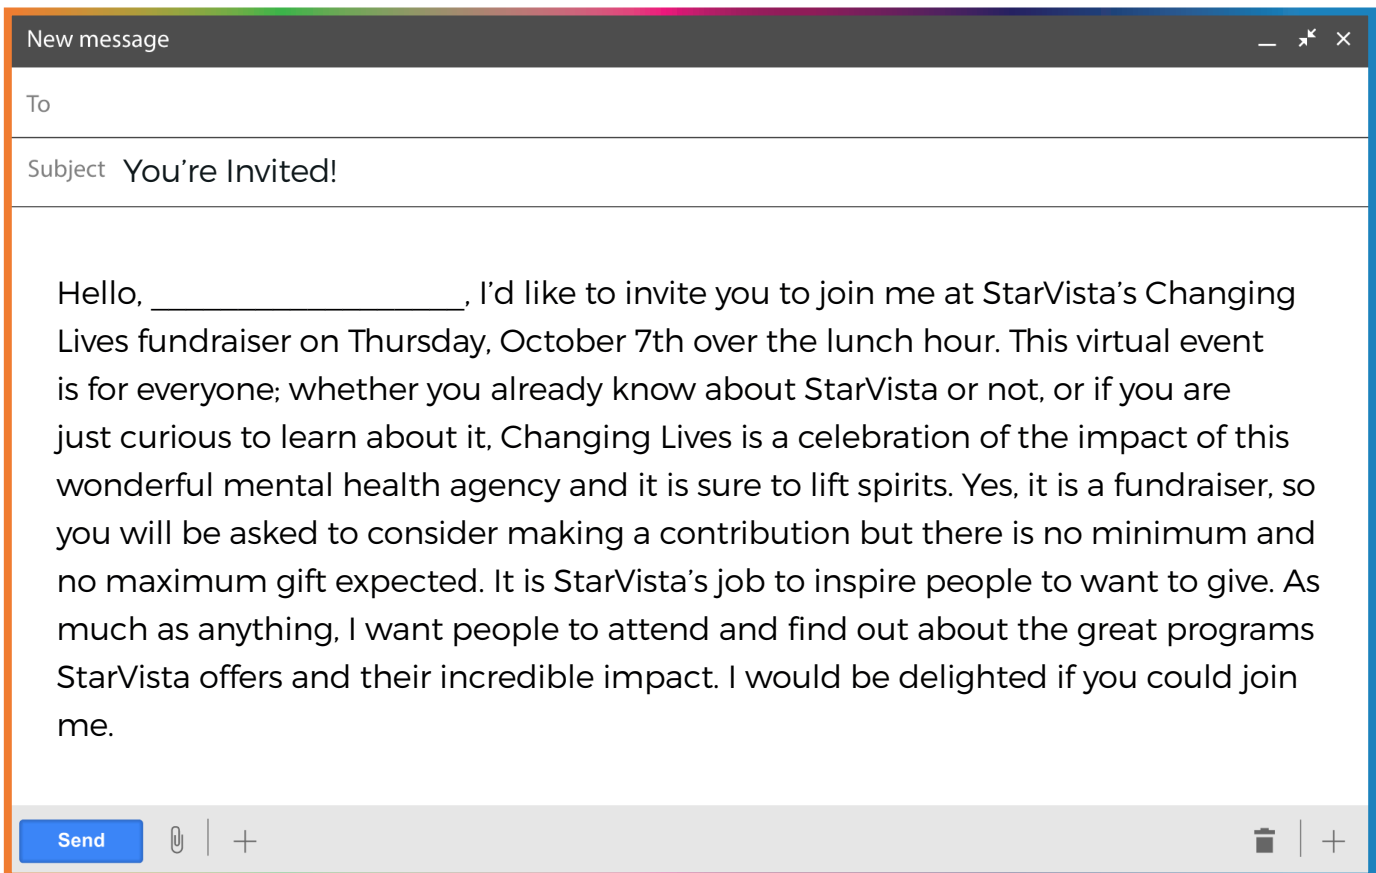 New message
To
Subject You’re Invited!
Hello, ____________________, I’d like to invite you to join me at StarVista’s Changing
Lives fundraiser on Thursday, October 7th over the lunch hour. This virtual event
is for everyone; whether you already know about StarVista or not, or if you are
just curious to learn about it, Changing Lives is a celebration of the impact of this
wonderful mental health agency and it is sure to lift spirits. Yes, it is a fundraiser, so
you will be asked to consider making a contribution but there is no minimum and
no maximum gift expected. It is StarVista’s job to inspire people to want to give. As
much as anything, I want people to attend and find out about the great programs
StarVista offers and their incredible impact. I would be delighted if you could join
me.
Send